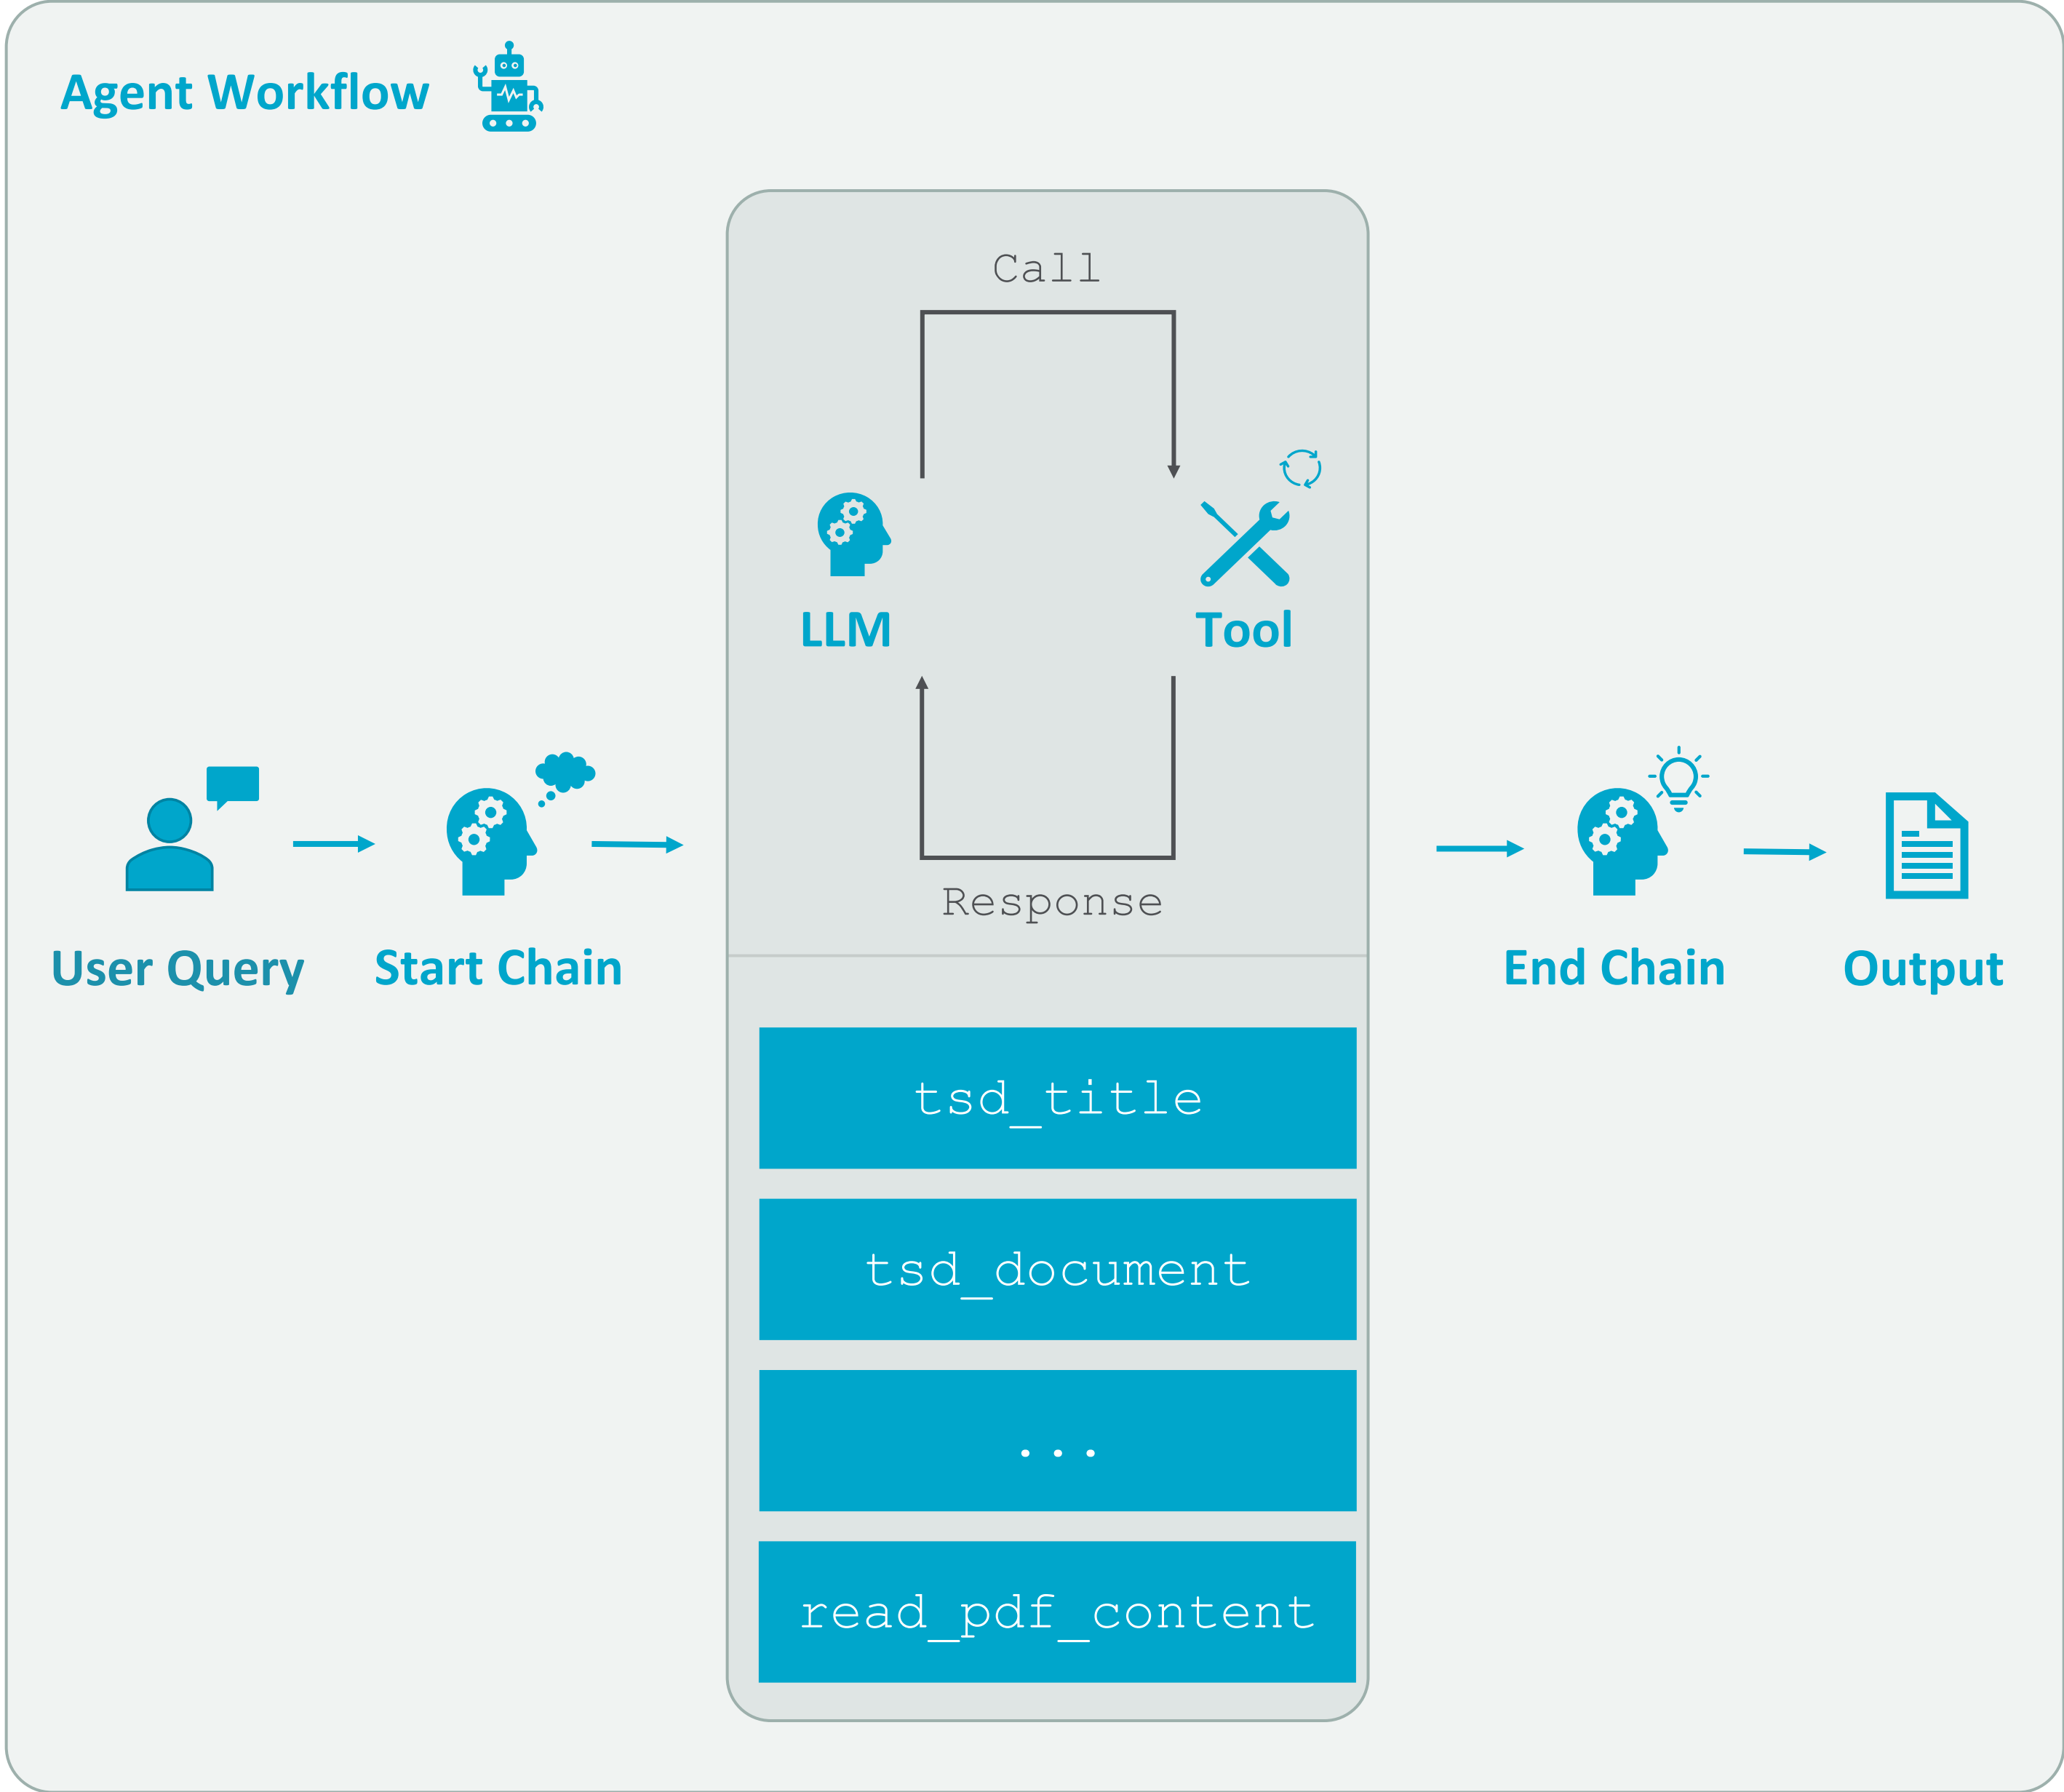 Agent Workflow
Call
LLM
Tool
Response
User Query
Start Chain
End Chain
Output
tsd_title
tsd_document
...
read_pdf_content